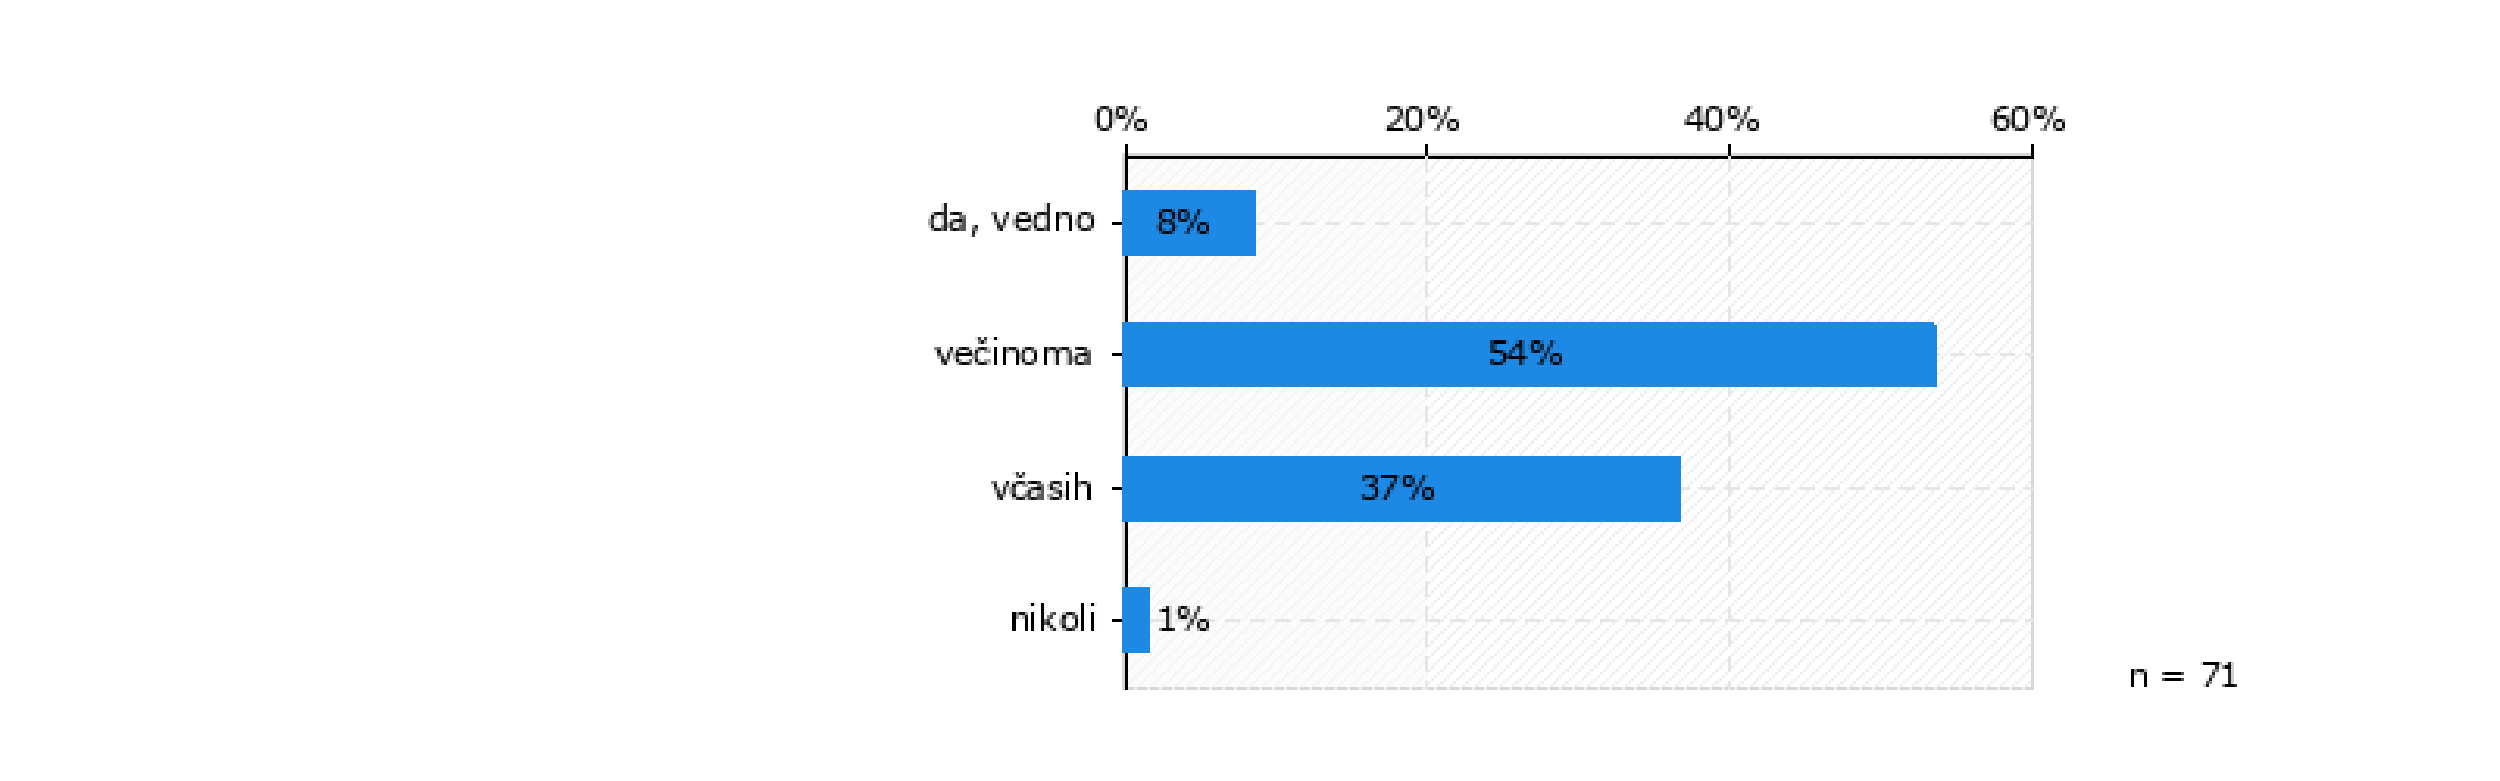 0% 20% 40% 60%
da, vedno 8%
večinoma 54%
včasih 37%
nikoli 1%
n = 71